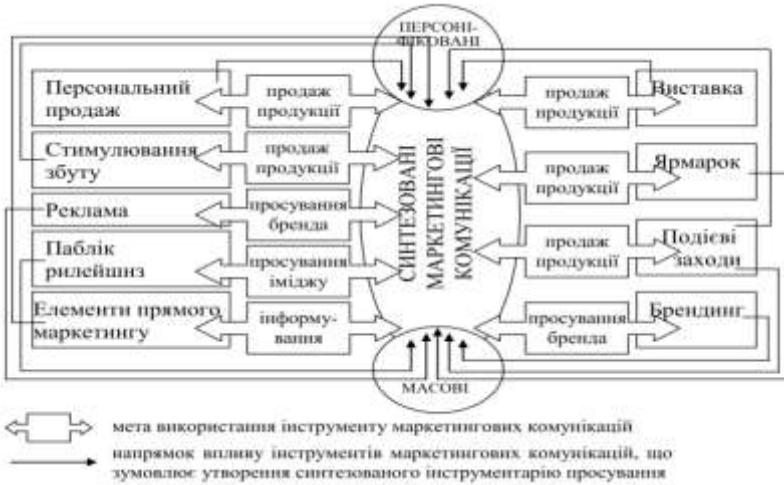 ПЕРСОНІ-
ФІКОВАНІ
Персональний
продаж
продаж
продукції
Стимулювання
збуту
продаж
продукції
Реклама
просування
бренда
Паблік
рилейшнз
просування
іміджу
Елементи прямого
маркетингу
інформу-
вання
СИНТЕЗОВАНІ
МАРКЕТИНГОВІ
КОМУНІКАЦІЇ
продаж
продукції
Виставка
продаж
продукції
Ярмарок
продаж
продукції
Подієві
заходи
просування
бренда
Брендинг
МАСОВІ
мета використання інструменту маркетингових комунікацій
напрямок впливу інструментів маркетингових комунікацій, що
зумовлює утворення синтезованого інструментарію просування